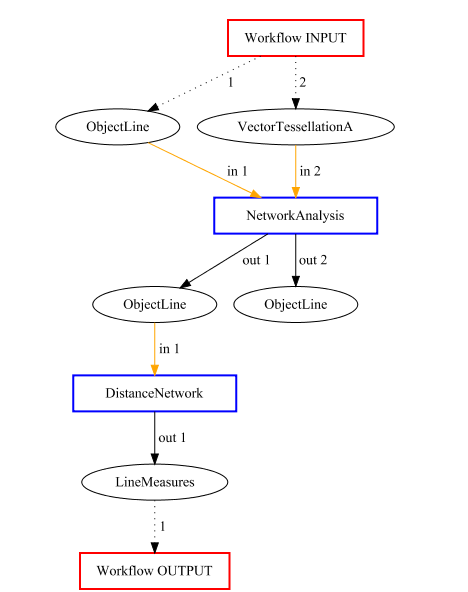 Workflow INPUT
1
2
ObjectLine
VectorTessellationA
in 1
in 2
NetworkAnalysis
out 1
out 2
ObjectLine
ObjectLine
in 1
DistanceNetwork
out 1
LineMeasures
1
Workflow OUTPUT